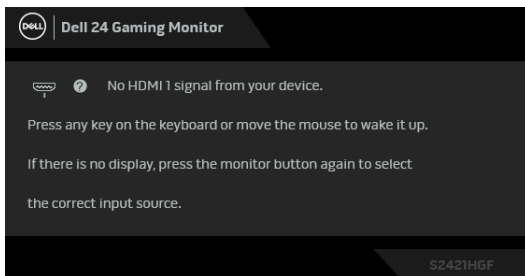 DELL
Dell 24 Gaming Monitor
? No HDMI 1 signal from your device.
Press any key on the keyboard or move the mouse to wake it up.
If there is no display, press the monitor button again to select
the correct input source.
S2421HGF